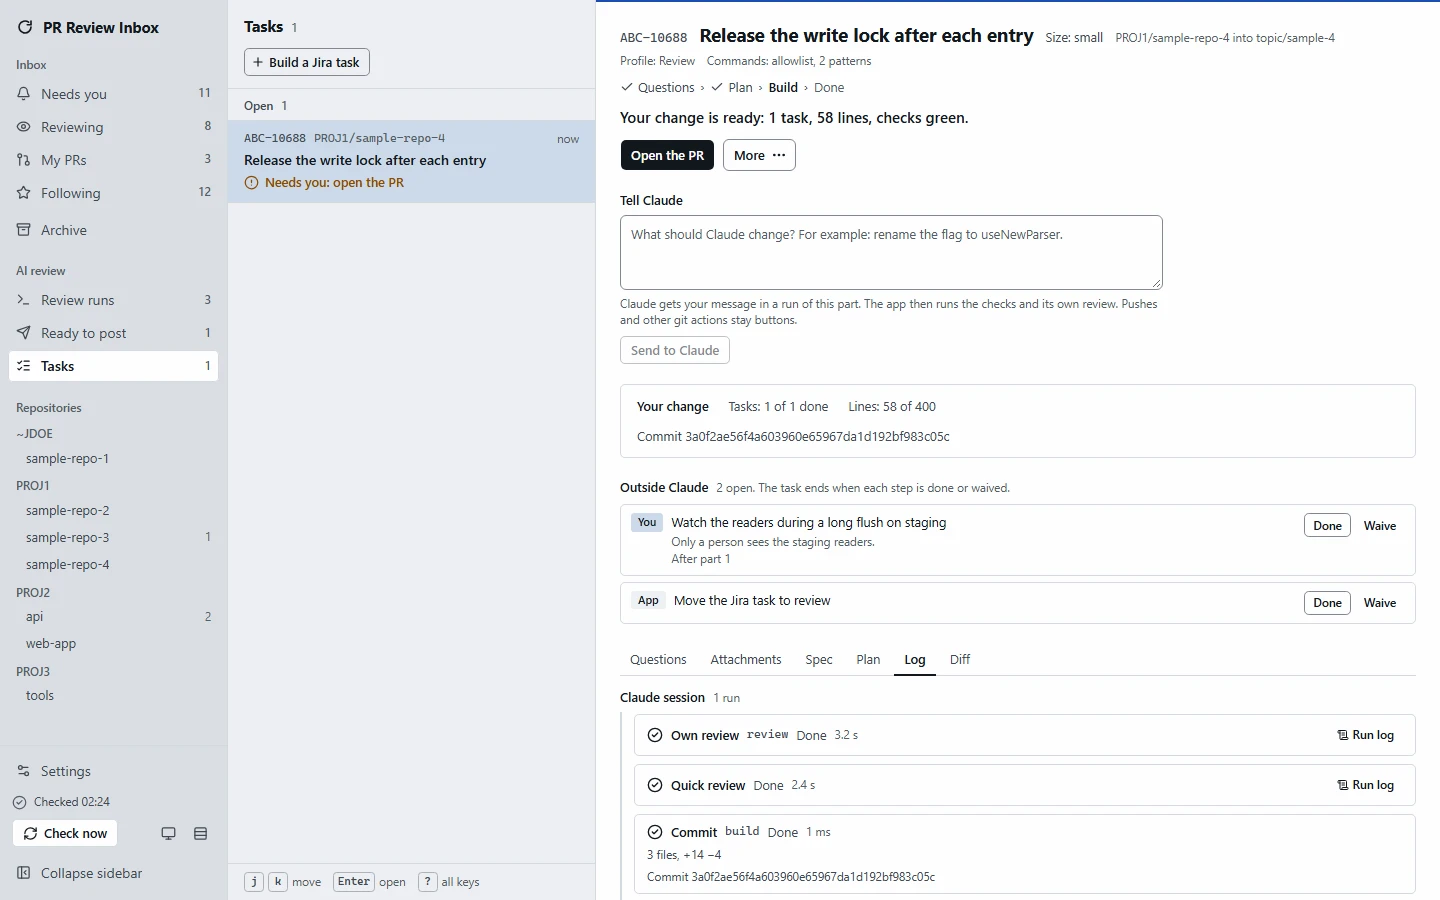 PR Review Inbox
Inbox
Needs you 11
Reviewing 8
My PRs 3
Following 12
Archive
AI review
Review runs 3
Ready to post 1
Tasks 1
Repositories
~JDOE
sample-repo-1
PROJ1
sample-repo-2
sample-repo-3 1
sample-repo-4
PROJ2
api 2
web-app
PROJ3
tools
Settings
Checked 02:24
Check now
Collapse sidebar
Tasks 1
+ Build a Jira task
Open 1
ABC-10688 PROJ1/sample-repo-4 now
Release the write lock after each entry
Needs you: open the PR
j k move Enter open ? all keys
ABC-10688 Release the write lock after each entry Size: small PROJ1/sample-repo-4 into topic/sample-4
Profile: Review Commands: allowlist, 2 patterns
Questions › Plan › Build › Done
Your change is ready: 1 task, 58 lines, checks green.
Open the PR More ···
Tell Claude
What should Claude change? For example: rename the flag to useNewParser.
Claude gets your message in a run of this part. The app then runs the checks and its own review. Pushes
and other git actions stay buttons.
Send to Claude
Your change Tasks: 1 of 1 done Lines: 58 of 400
Commit 3a0f2ae56f4a603960e65967da1d192bf983c05c
Outside Claude 2 open. The task ends when each step is done or waived.
You Watch the readers during a long flush on staging Done Waive
Only a person sees the staging readers.
After part 1
App Move the Jira task to review Done Waive
Questions Attachments Spec Plan Log Diff
Claude session 1 run
Own review review Done 3.2 s Run log
Quick review Done 2.4 s Run log
Commit build Done 1 ms
3 files, +14 −4
Commit 3a0f2ae56f4a603960e65967da1d192bf983c05c